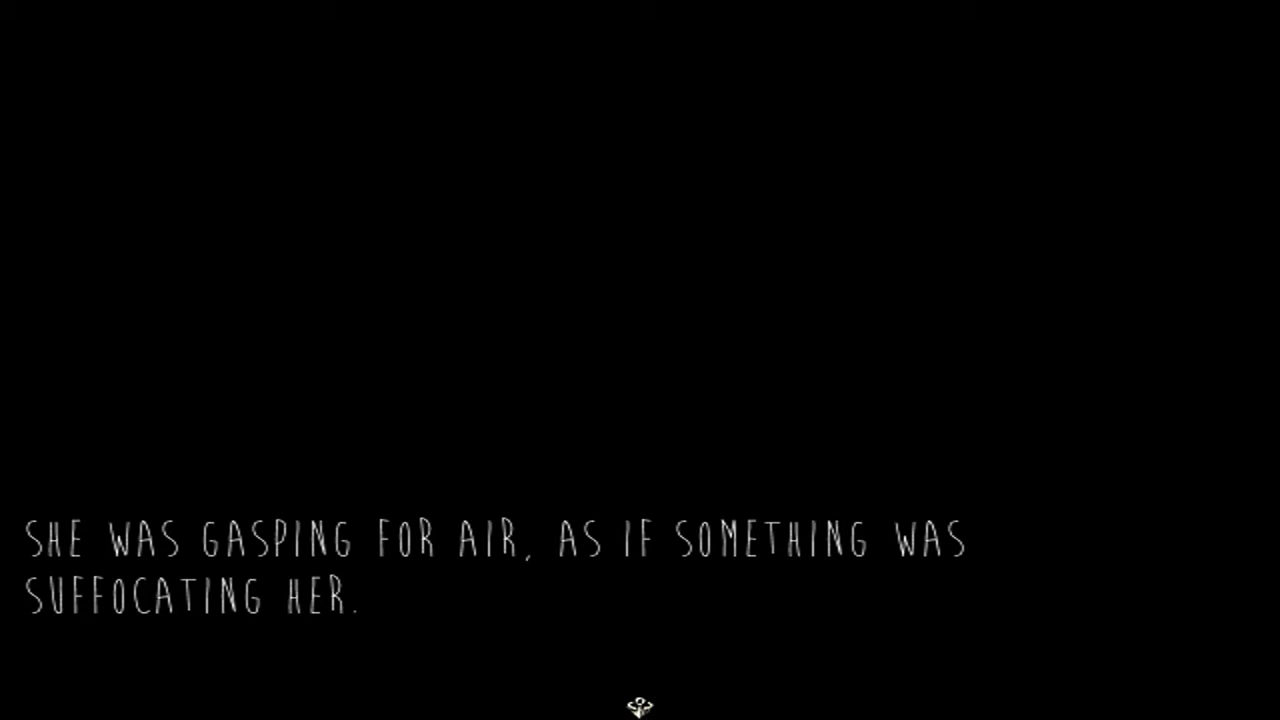 SHE WAS GASPING FOR AIR, AS IF SOMETHING WAS
SUFFOCATING HER.